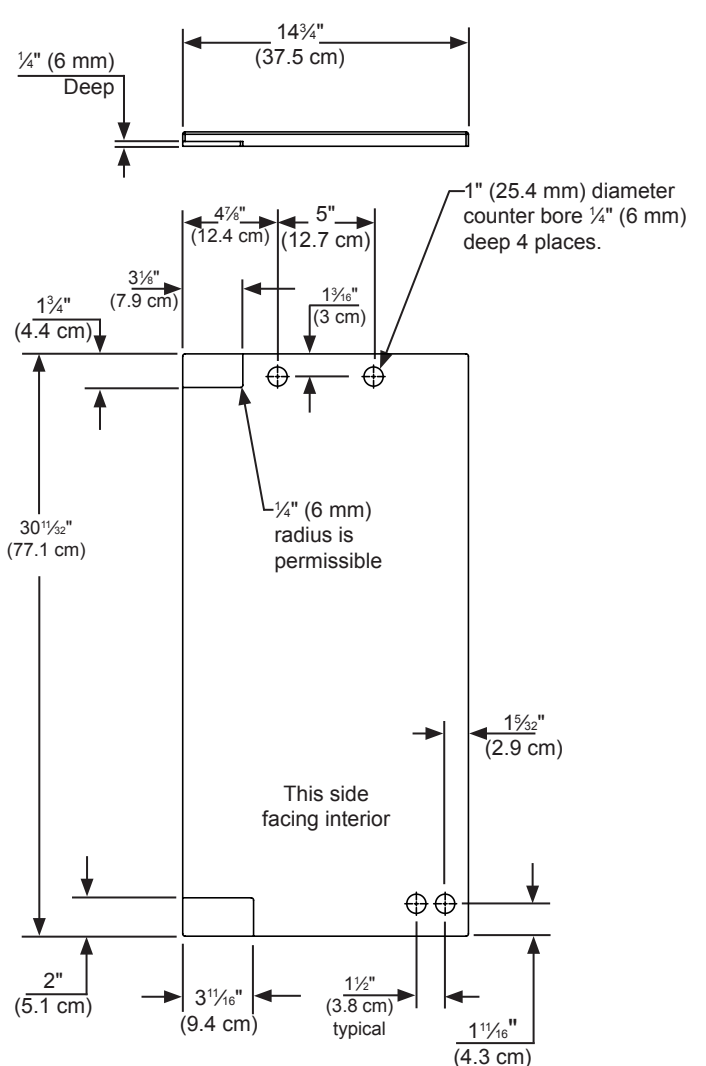 14¾"
(37.5 cm)
¼" (6 mm)
Deep
1" (25.4 mm) diameter
counter bore ¼" (6 mm)
deep 4 places.
4⅞"
(12.4 cm)
5"
(12.7 cm)
3⅛"
(7.9 cm)
1³⁄₁₆"
(3 cm)
1¾"
(4.4 cm)
¼" (6 mm)
radius is
permissible
30¹¹⁄₃₂"
(77.1 cm)
1⁵⁄₃₂"
(2.9 cm)
This side
facing interior
2"
(5.1 cm)
3¹¹⁄₁₆"
(9.4 cm)
1½"
(3.8 cm)
typical
1¹¹⁄₁₆"
(4.3 cm)